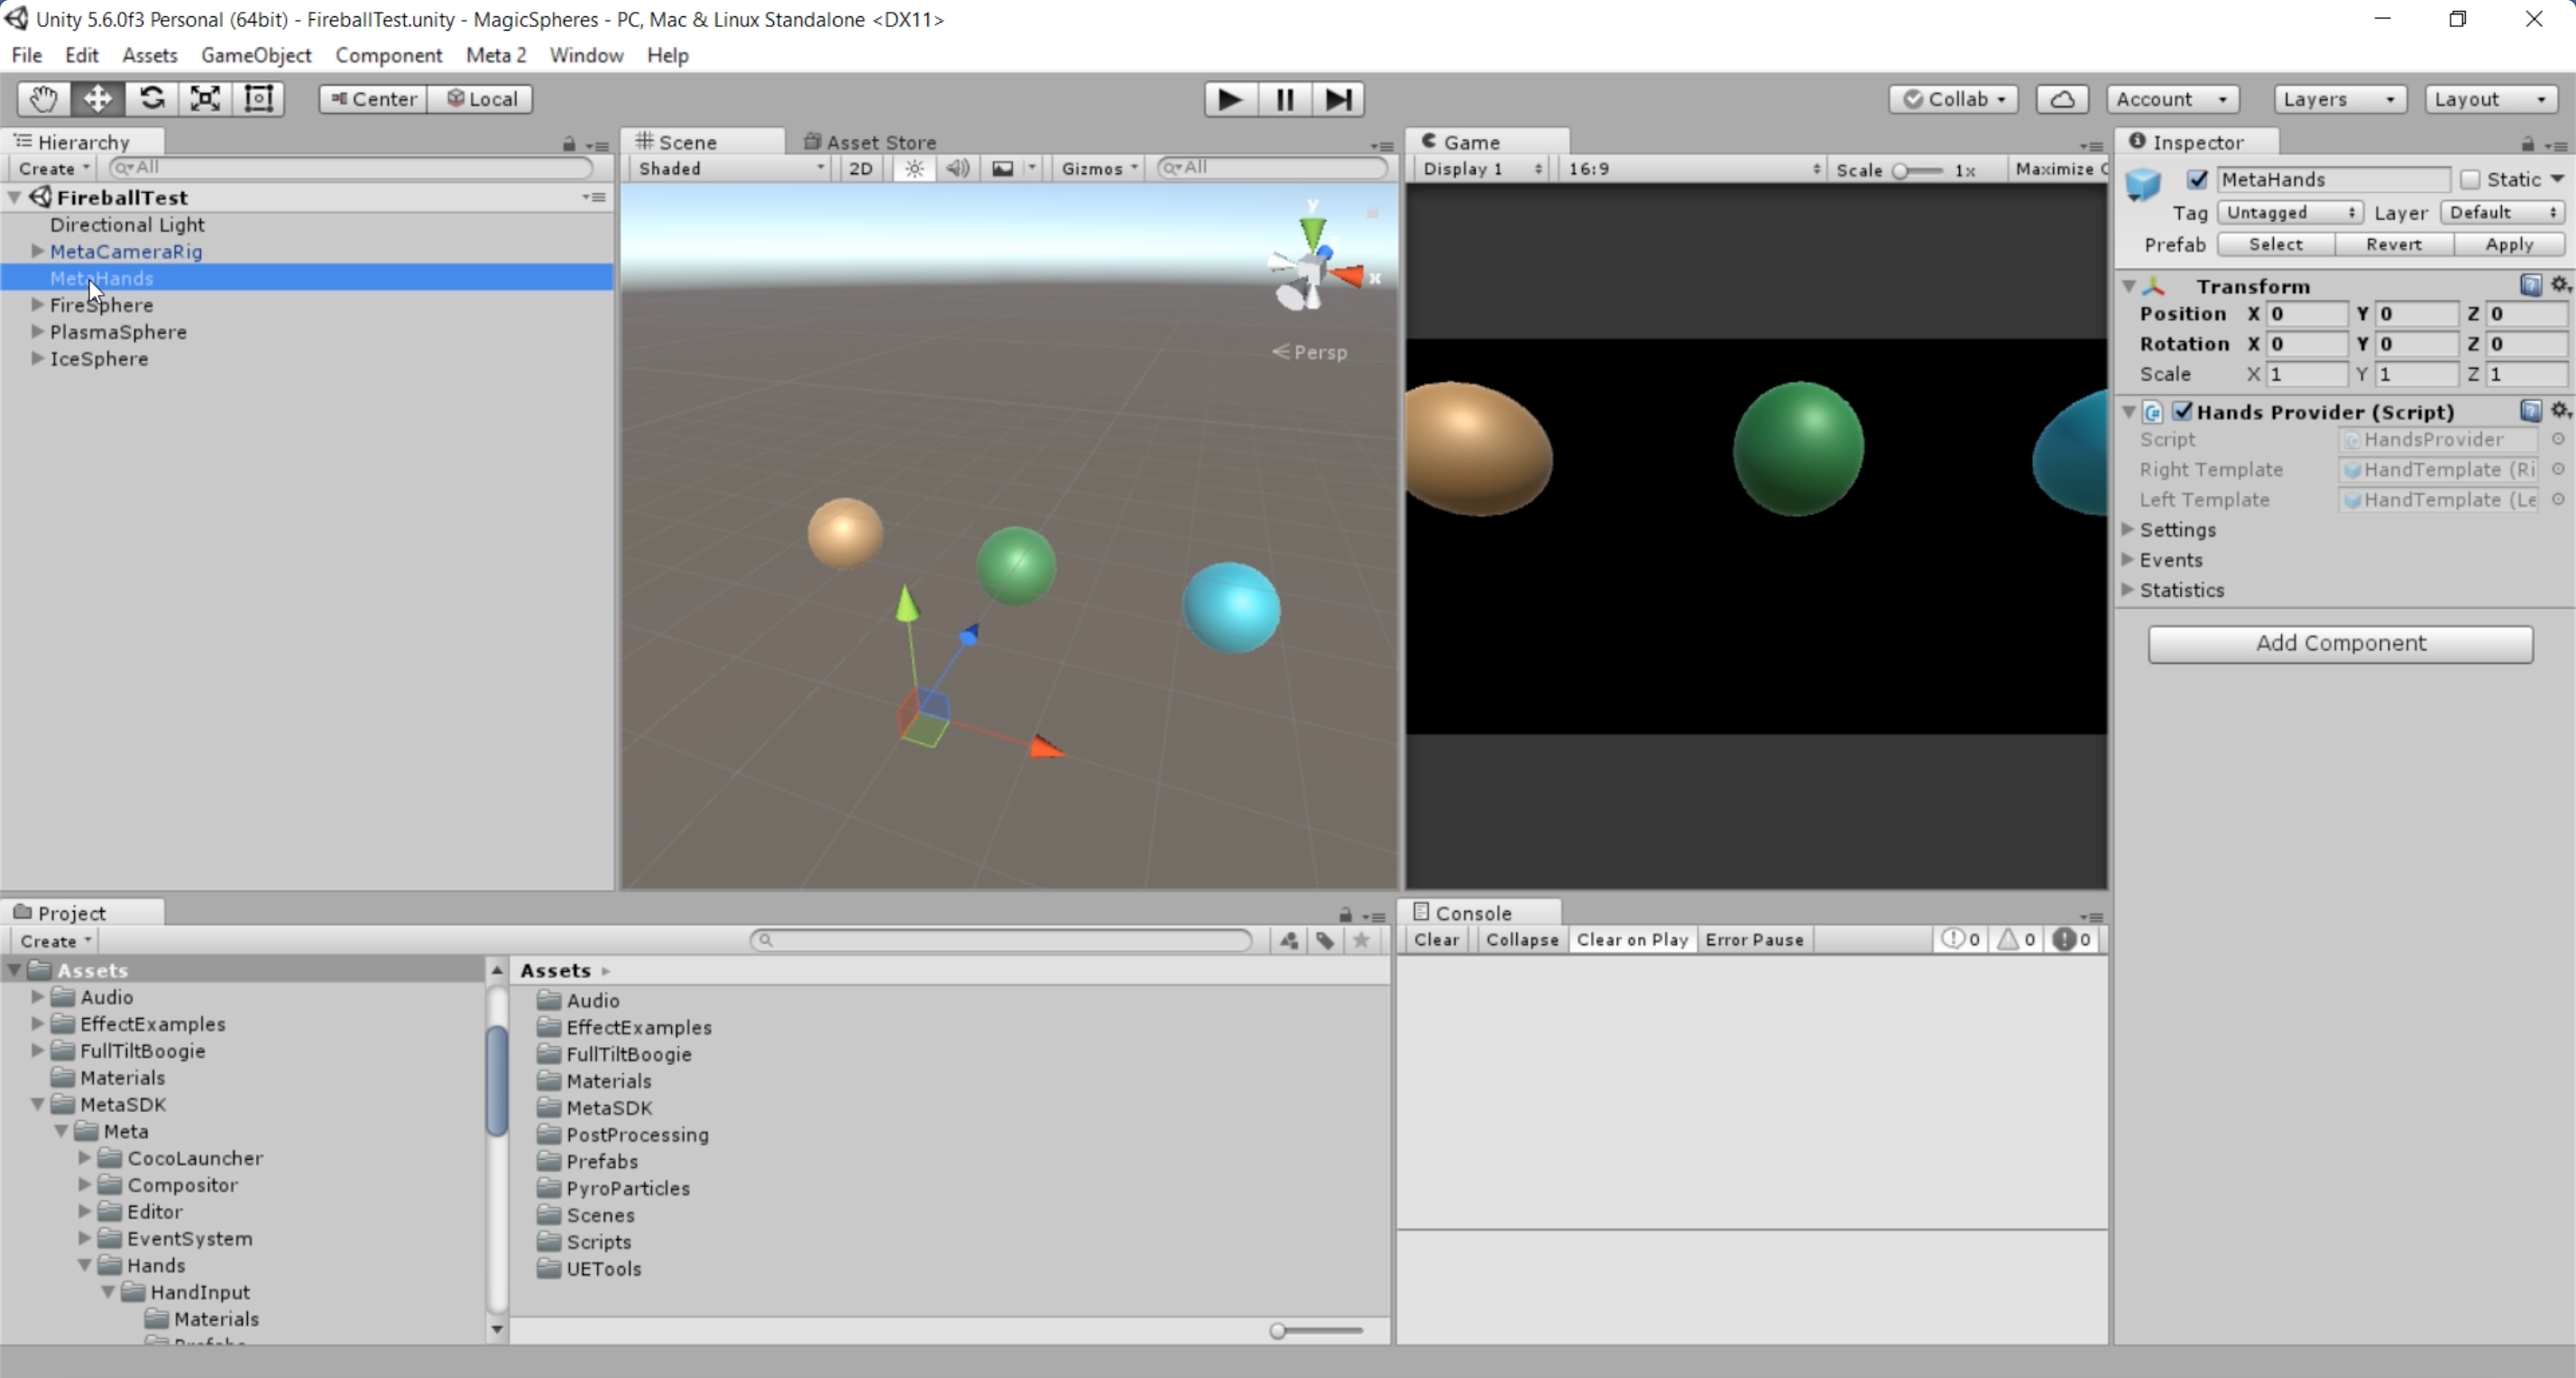 Unity 5.6.0f3 Personal (64bit) - FireballTest.unity - MagicSpheres - PC, Mac & Linux Standalone <DX11>
File Edit Assets GameObject Component Meta 2 Window Help
Center Local Collab Account Layers Layout
Hierarchy
Create All
FireballTest
Directional Light
MetaCameraRig
MetaHands
FireSphere
PlasmaSphere
IceSphere
Scene Asset Store
Shaded 2D Gizmos All
y
x
Persp
Game
Display 1 16:9 Scale 1x Maximize
Inspector
MetaHands Static
Tag Untagged Layer Default
Prefab Select Revert Apply
Transform
Position X 0 Y 0 Z 0
Rotation X 0 Y 0 Z 0
Scale X 1 Y 1 Z 1
Hands Provider (Script)
Script HandsProvider
Right Template HandTemplate (Ri
Left Template HandTemplate (Le
Settings
Events
Statistics
Add Component
Project
Create
Assets
Audio
EffectExamples
FullTiltBoogie
Materials
MetaSDK
Meta
CocoLauncher
Compositor
Editor
EventSystem
Hands
HandInput
Materials
Assets
Audio
EffectExamples
FullTiltBoogie
Materials
MetaSDK
PostProcessing
Prefabs
PyroParticles
Scenes
Scripts
UETools
Console
Clear Collapse Clear on Play Error Pause 0 0 0